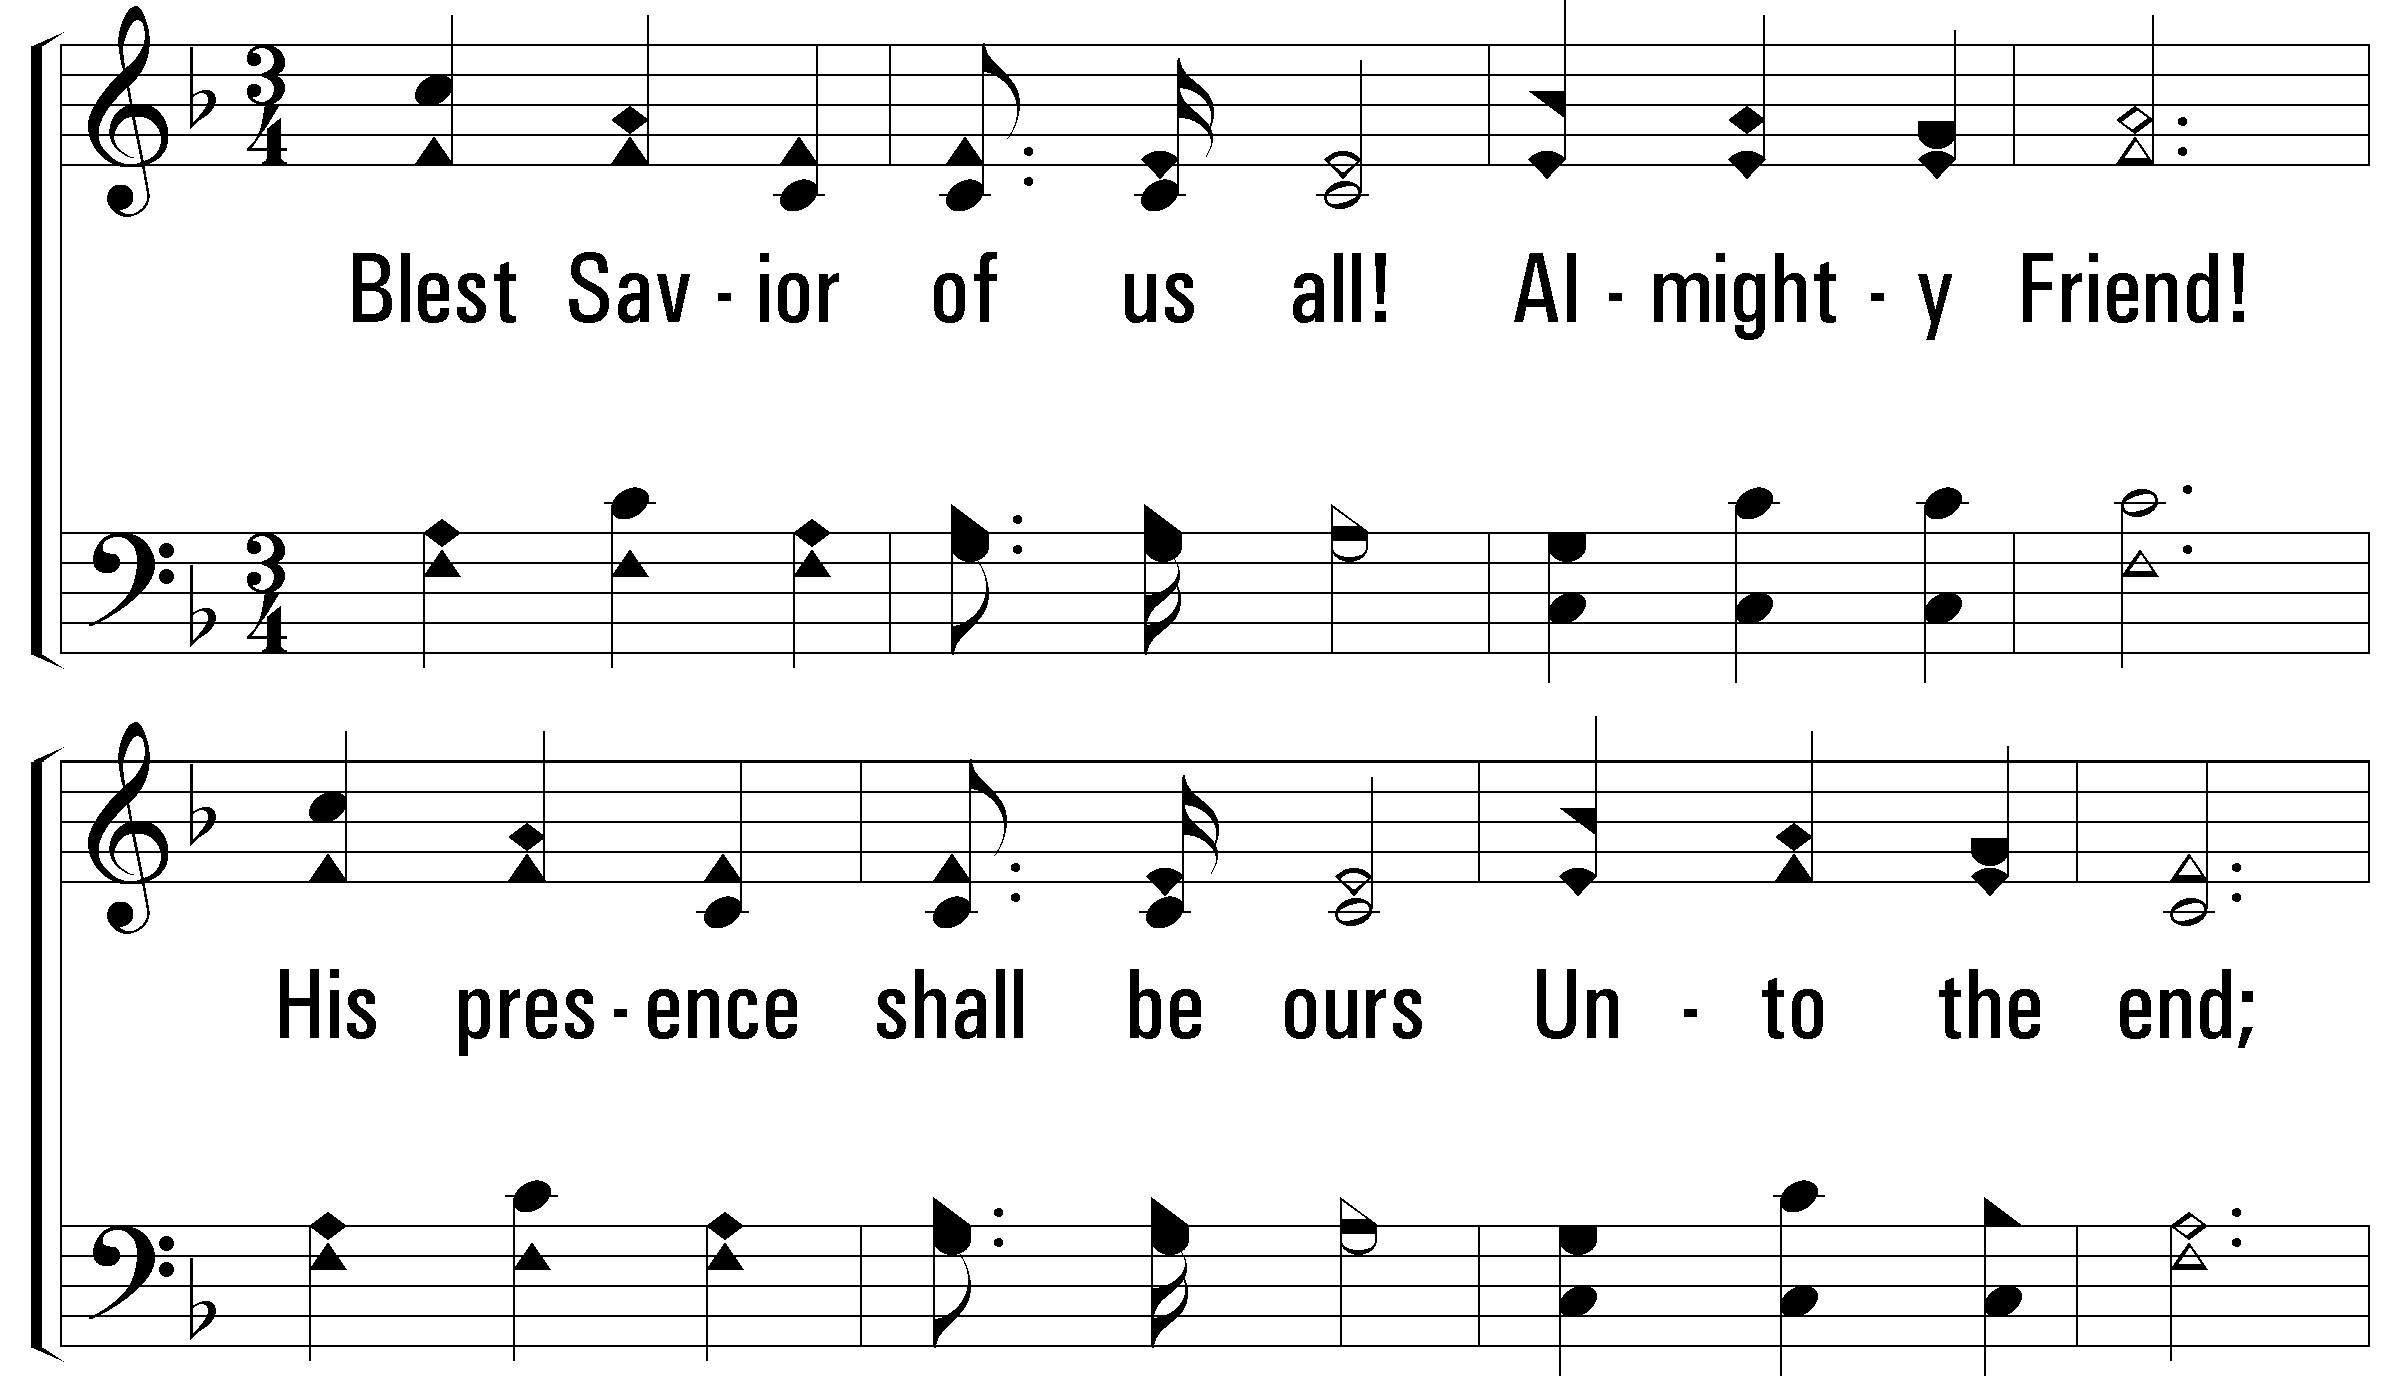 Blest Sav - ior of us all! Al - might - y Friend!
His pres - ence shall be ours Un - to the end;